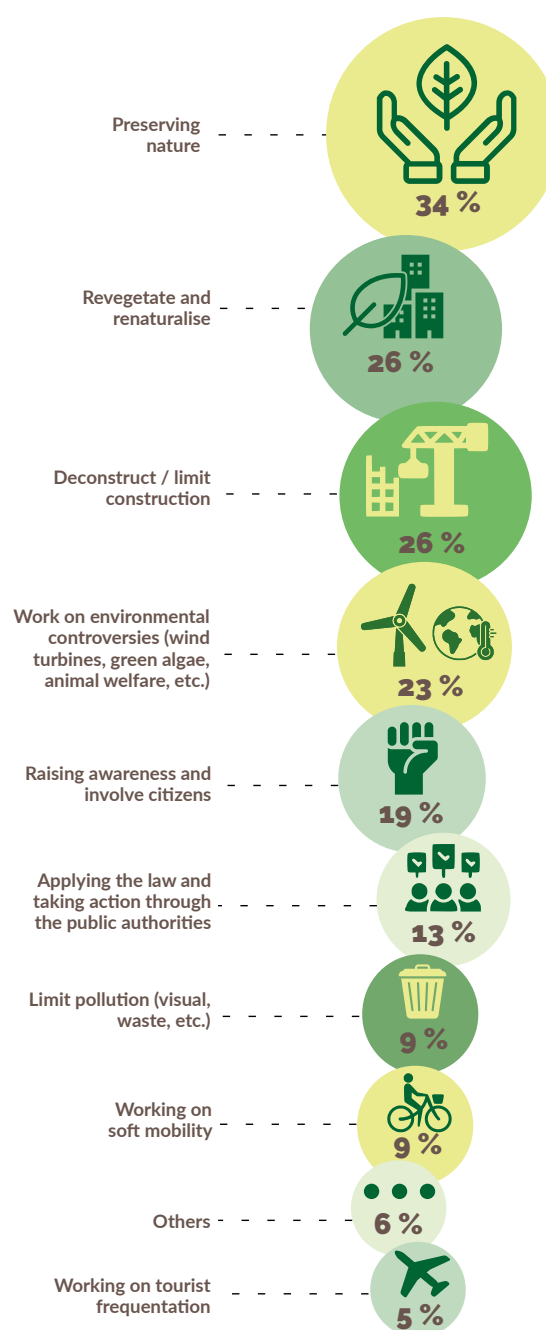 Preserving
nature
34 %
Revegetate and
renaturalise
26 %
Deconstruct / limit
construction
26 %
Work on environmental
controversies (wind
turbines, green algae,
animal welfare, etc.)
23 %
Raising awareness and
involve citizens
19 %
Applying the law and
taking action through
the public authorities
13 %
Limit pollution (visual,
waste, etc.)
9 %
Working on
soft mobility
9 %
Others
6 %
Working on tourist
frequentation
5 %